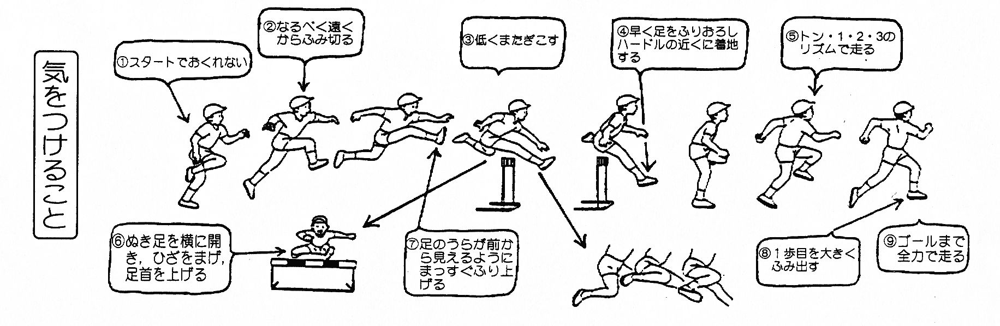 気をつけること
①スタートでおくれない
②なるべく遠く
からふみ切る
③低くまたぎこす
④早く足をふりおろし
ハードルの近くに着地
する
⑤トン・1・2・3の
リズムで走る
⑥ぬき足を横に開
き，ひざをまげ，
足首を上げる
⑦足のうらが前か
ら見えるように
まっすぐふり上
げる
⑧1歩目を大きく
ふみ出す
⑨ゴールまで
全力で走る